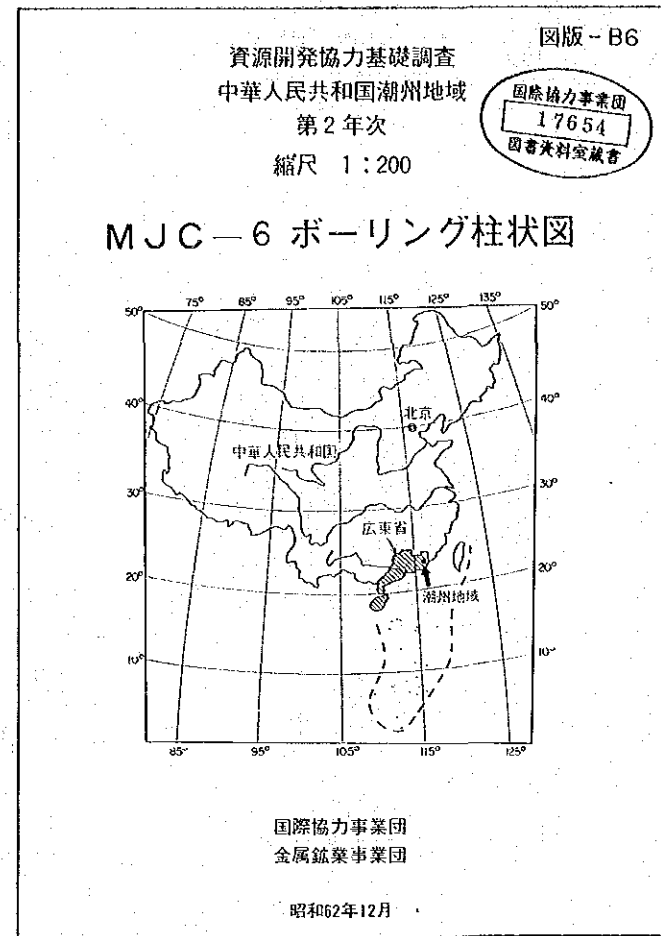 図版-B6
資源開発協力基礎調査
中華人民共和国潮州地域
第2年次
縮尺 1:200
国際協力事業団
17654
図書資料室蔵書
MJC-6 ボーリング柱状図
75° 85° 95° 105° 115° 125° 135°
50° 50°
40° 40°
北京
中華人民共和国
30° 30°
広東省
20° 20°
潮州地域
10° 10°
85° 95° 105° 115° 125°
国際協力事業団
金属鉱業事業団
昭和62年12月